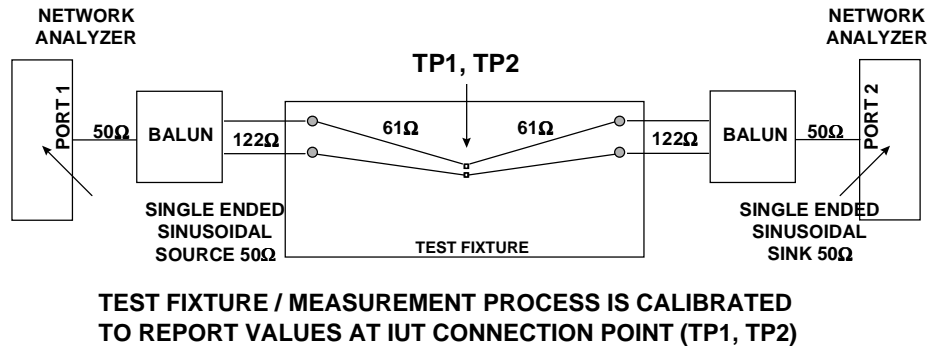 NETWORK
ANALYZER
NETWORK
ANALYZER
TP1, TP2
PORT 1
50Ω
BALUN
122Ω
61Ω
61Ω
122Ω
BALUN
50Ω
PORT 2
SINGLE ENDED
SINUSOIDAL
SOURCE 50Ω
TEST FIXTURE
SINGLE ENDED
SINUSOIDAL
SINK 50Ω
TEST FIXTURE / MEASUREMENT PROCESS IS CALIBRATED
TO REPORT VALUES AT IUT CONNECTION POINT (TP1, TP2)